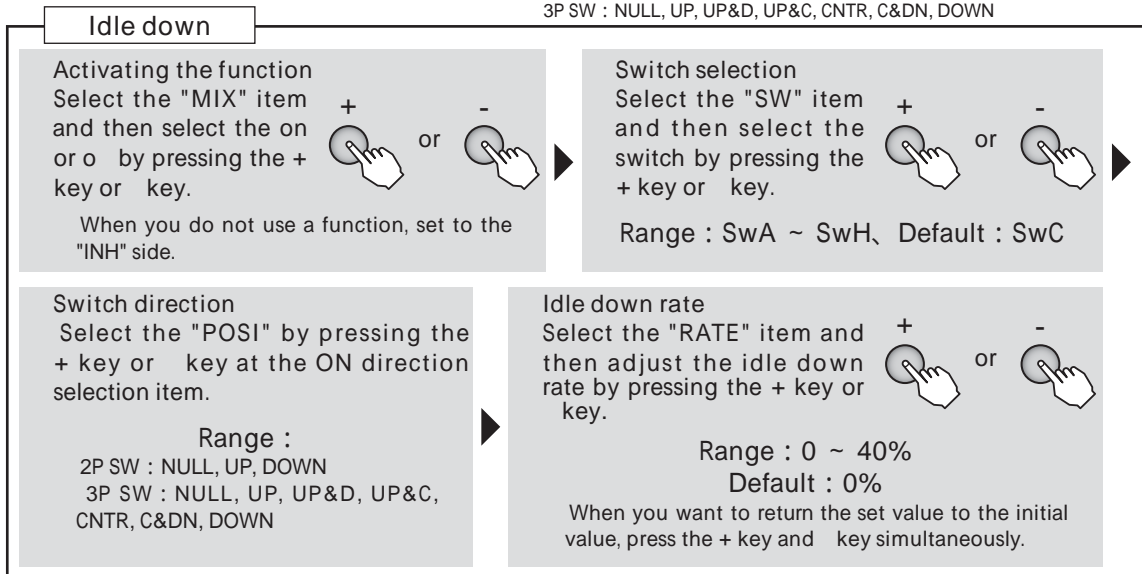 3P SW : NULL, UP, UP&D, UP&C, CNTR, C&DN, DOWN
Idle down
Activating the function
Select the "MIX" item
and then select the on
or o by pressing the +
key or key.
+ or -
When you do not use a function, set to the
"INH" side.
Switch selection
Select the "SW" item
and then select the
switch by pressing the
+ key or key.
+ or -
Range : SwA ~ SwH、Default : SwC
Switch direction
Select the "POSI" by pressing the
+ key or key at the ON direction
selection item.
Range :
2P SW : NULL, UP, DOWN
3P SW : NULL, UP, UP&D, UP&C,
CNTR, C&DN, DOWN
Idle down rate
Select the "RATE" item and
then adjust the idle down
rate by pressing the + key or
key.
+ or -
Range : 0 ~ 40%
Default : 0%
When you want to return the set value to the initial
value, press the + key and key simultaneously.